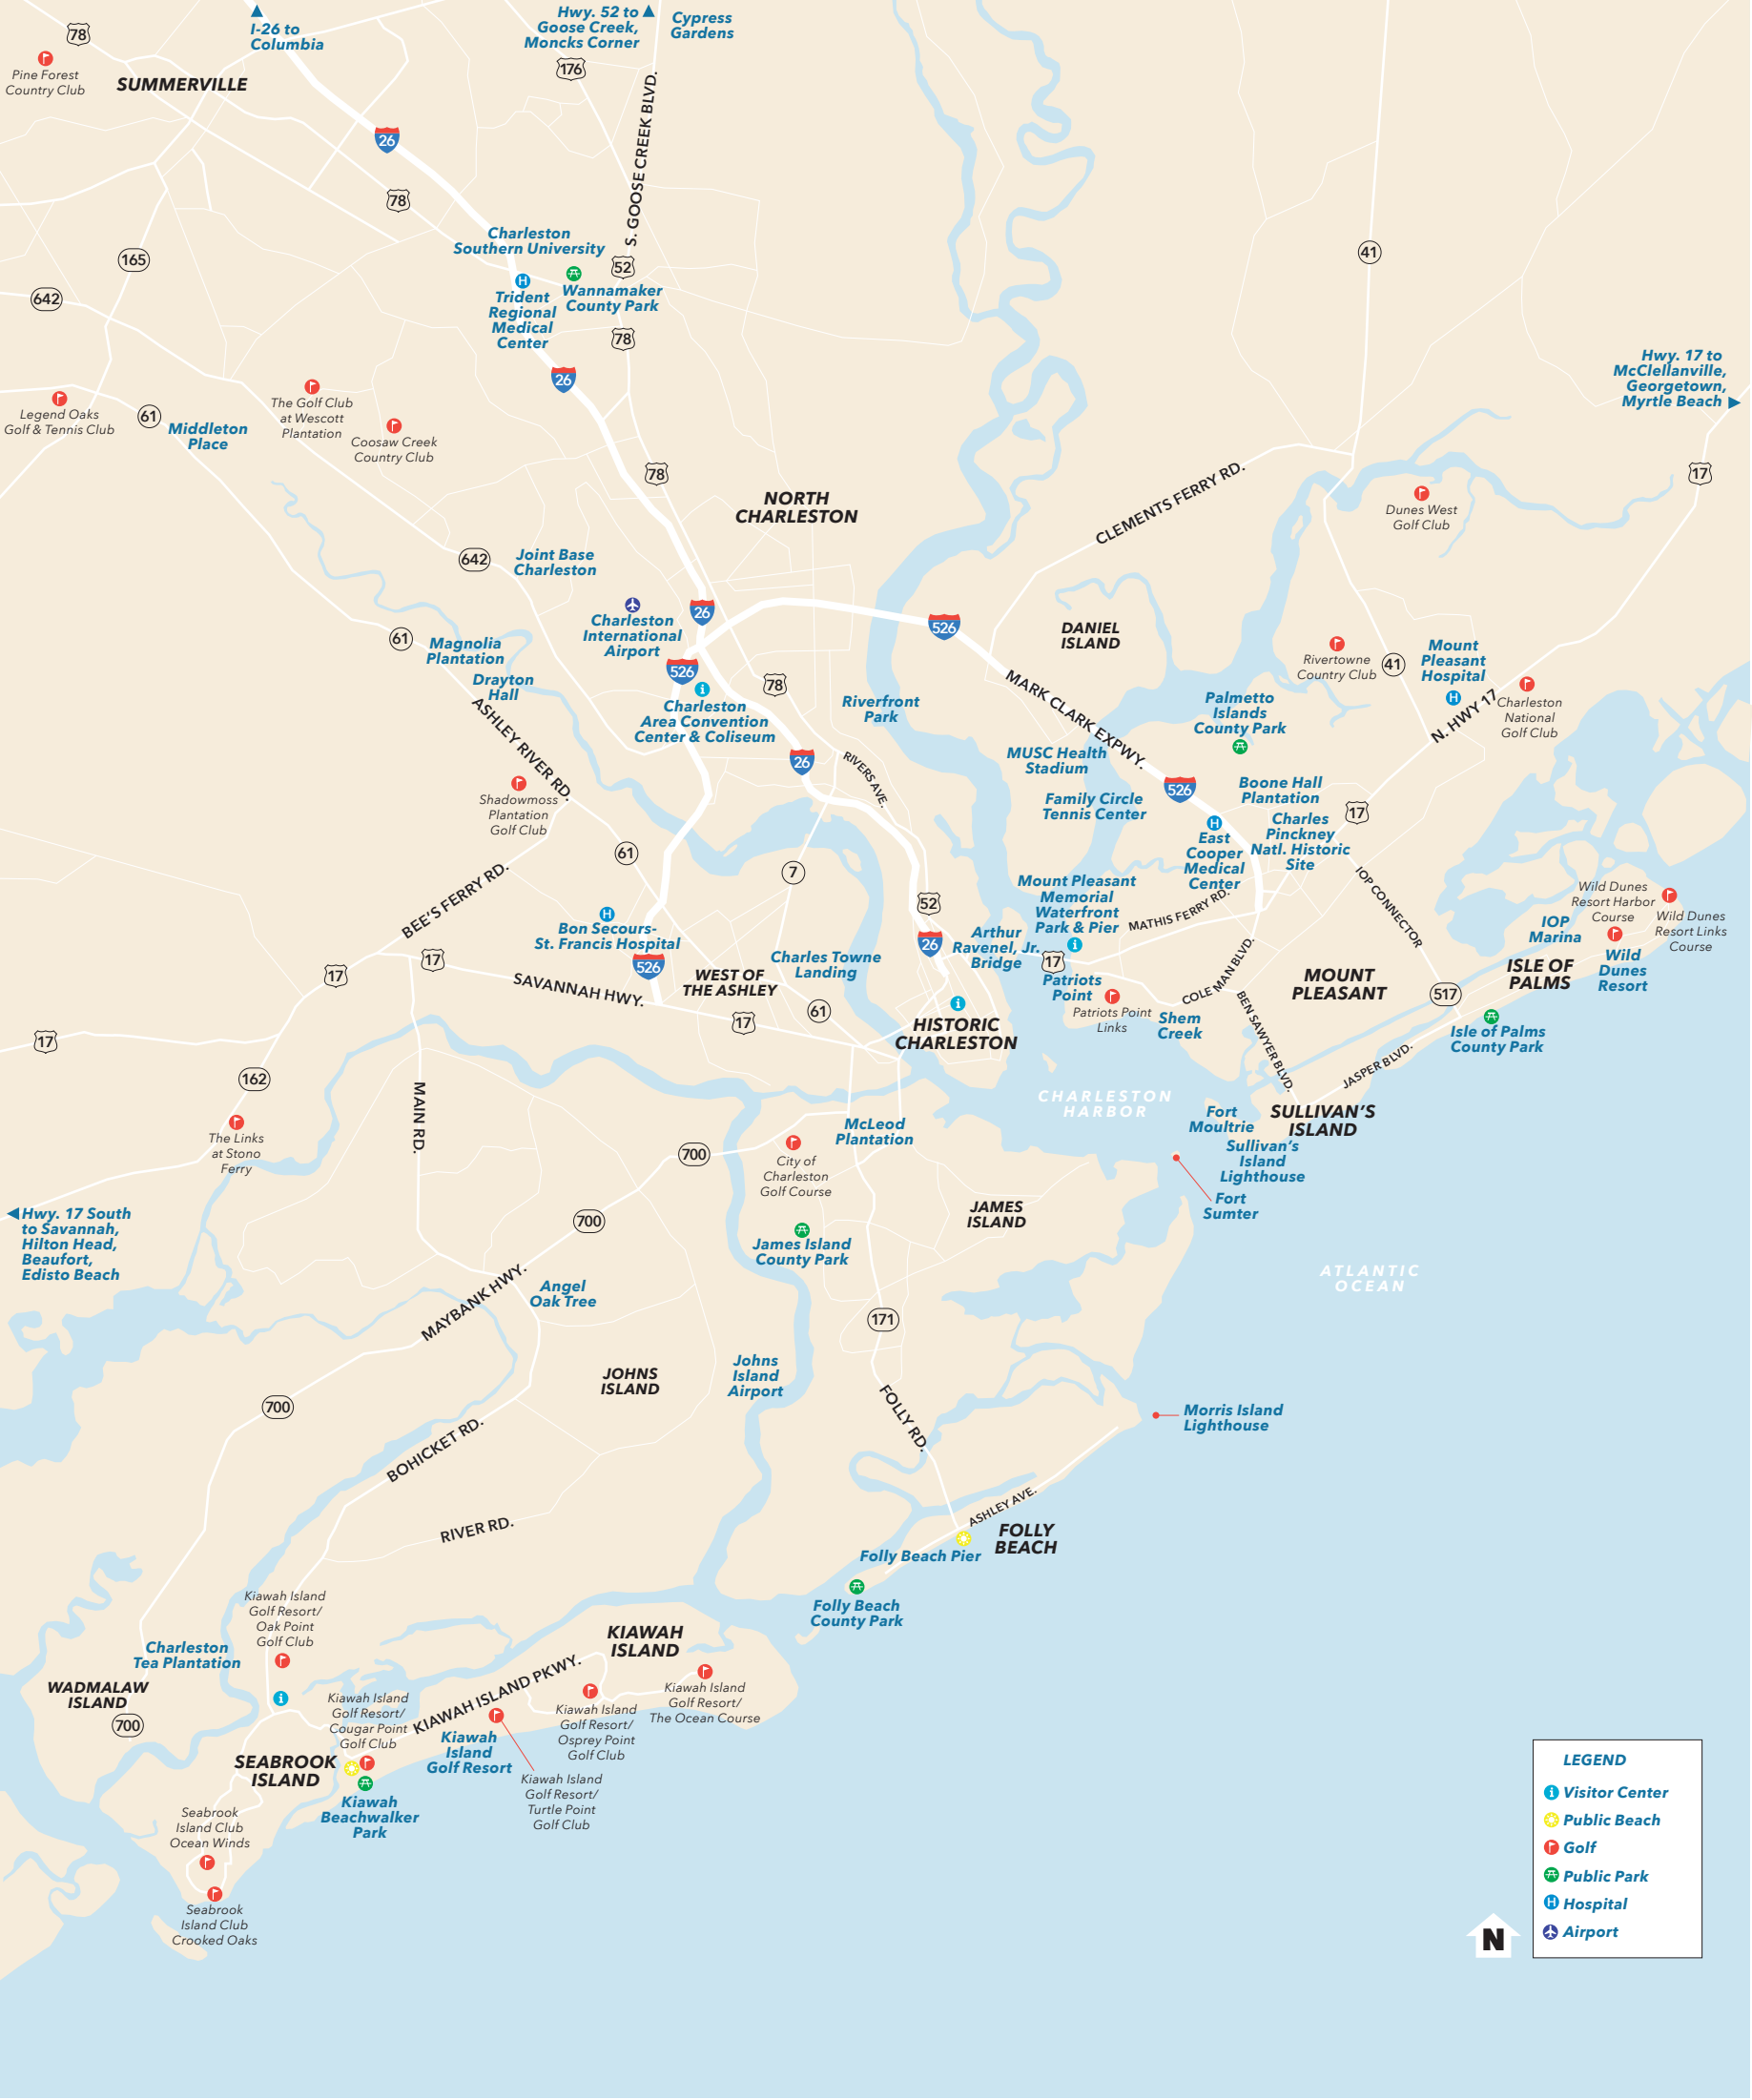 I-26 to
Columbia
Hwy. 52 to
Goose Creek,
Moncks Corner
Cypress
Gardens
78
Pine Forest
Country Club
SUMMERVILLE
176
S. GOOSE CREEK BLVD.
26
78
165
642
Charleston
Southern University
52
Trident
Regional
Medical
Center
Wannamaker
County Park
78
41
26
Hwy. 17 to
McClellanville,
Georgetown,
Myrtle Beach
Legend Oaks
Golf & Tennis Club
61
Middleton
Place
The Golf Club
at Wescott
Plantation
Coosaw Creek
Country Club
78
NORTH
CHARLESTON
CLEMENTS FERRY RD.
Dunes West
Golf Club
17
642
Joint Base
Charleston
Charleston
International
Airport
26
526
DANIEL
ISLAND
61
Magnolia
Plantation
Drayton
Hall
ASHLEY RIVER RD.
526
Charleston
Area Convention
Center & Coliseum
78
Riverfront
Park
MARK CLARK EXPWY.
Rivertowne
Country Club
41
Mount
Pleasant
Hospital
N. HWY 17
Charleston
National
Golf Club
Palmetto
Islands
County Park
26
RIVERS AVE.
MUSC Health
Stadium
Family Circle
Tennis Center
526
Boone Hall
Plantation
17
Shadowmoss
Plantation
Golf Club
61
7
East
Cooper
Medical
Center
Charles
Pinckney
Natl. Historic
Site
IOP CONNECTOR
BEE'S FERRY RD.
52
Mount Pleasant
Memorial
Waterfront
Park & Pier
MATHIS FERRY RD.
Wild Dunes
Resort Harbor
Course
Wild Dunes
Resort Links
Course
IOP
Marina
Wild
Dunes
Resort
Bon Secours-
St. Francis Hospital
526
26
Arthur
Ravenel, Jr.
Bridge
17
Charles Towne
Landing
17
17
SAVANNAH HWY.
WEST OF
THE ASHLEY
Patriots
Point
Patriots Point
Links
COLE MAN BLVD.
BEN SAWYER BLVD.
MOUNT
PLEASANT
517
ISLE OF
PALMS
Isle of Palms
County Park
61
17
HISTORIC
CHARLESTON
Shem
Creek
JASPER BLVD.
17
162
MAIN RD.
CHARLESTON
HARBOR
Fort
Moultrie
SULLIVAN'S
ISLAND
Sullivan's
Island
Lighthouse
Fort
Sumter
The Links
at Stono
Ferry
McLeod
Plantation
700
City of
Charleston
Golf Course
Hwy. 17 South
to Savannah,
Hilton Head,
Beaufort,
Edisto Beach
700
JAMES
ISLAND
James Island
County Park
ATLANTIC
OCEAN
MAYBANK HWY.
Angel
Oak Tree
171
JOHNS
ISLAND
Johns
Island
Airport
700
BOHICKET RD.
FOLLY RD.
Morris Island
Lighthouse
RIVER RD.
ASHLEY AVE.
FOLLY
BEACH
Folly Beach Pier
Folly Beach
County Park
Kiawah Island
Golf Resort/
Oak Point
Golf Club
Charleston
Tea Plantation
KIAWAH
ISLAND
WADMALAW
ISLAND
700
Kiawah Island
Golf Resort/
Cougar Point
Golf Club
KIAWAH ISLAND PKWY.
Kiawah Island
Golf Resort/
Osprey Point
Golf Club
Kiawah Island
Golf Resort/
The Ocean Course
SEABROOK
ISLAND
Kiawah
Island
Golf Resort
Kiawah Island
Golf Resort/
Turtle Point
Golf Club
Kiawah
Beachwalker
Park
Seabrook
Island Club
Ocean Winds
Seabrook
Island Club
Crooked Oaks
N
LEGEND
Visitor Center
Public Beach
Golf
Public Park
H Hospital
Airport